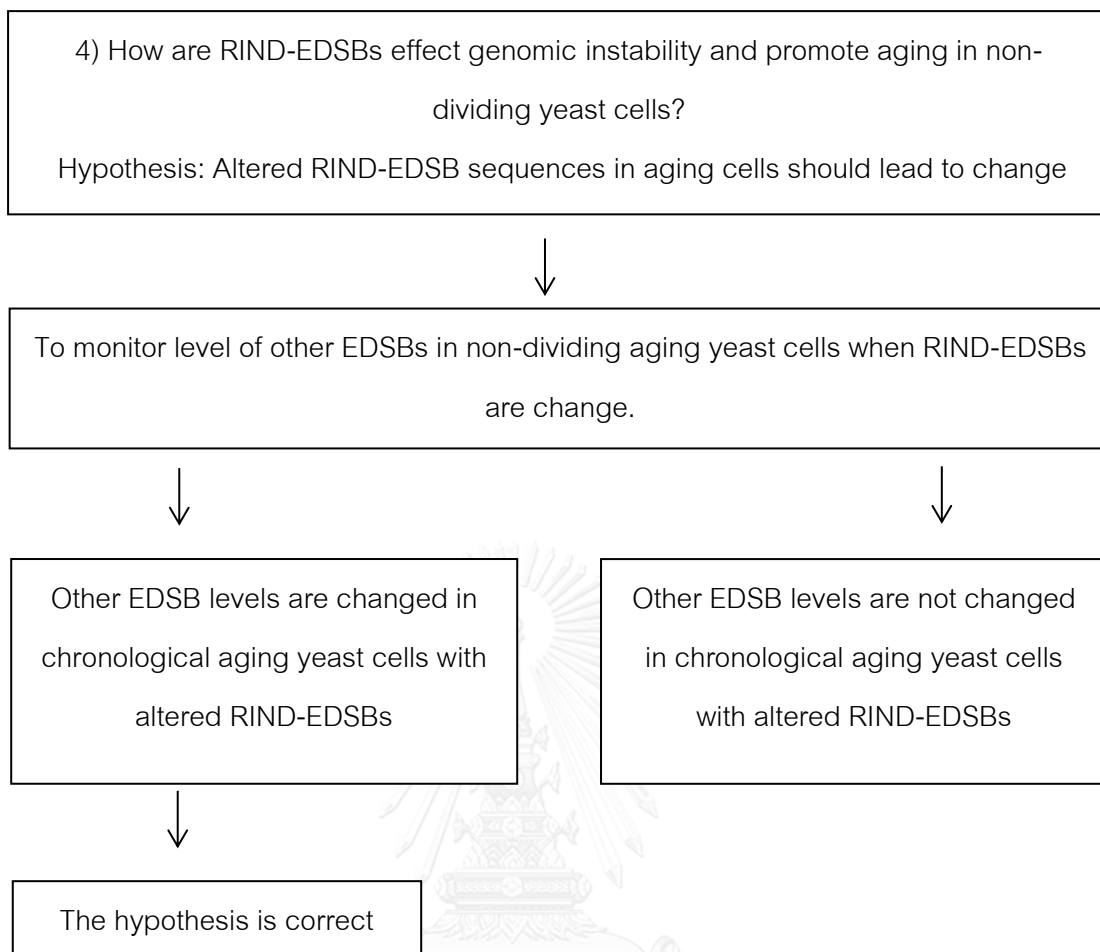 4) How are RIND-EDSBs effect genomic instability and promote aging in non-
dividing yeast cells?
Hypothesis: Altered RIND-EDSB sequences in aging cells should lead to change
To monitor level of other EDSBs in non-dividing aging yeast cells when RIND-EDSBs
are change.
Other EDSB levels are changed in
chronological aging yeast cells with
altered RIND-EDSBs
Other EDSB levels are not changed
in chronological aging yeast cells
with altered RIND-EDSBs
The hypothesis is correct